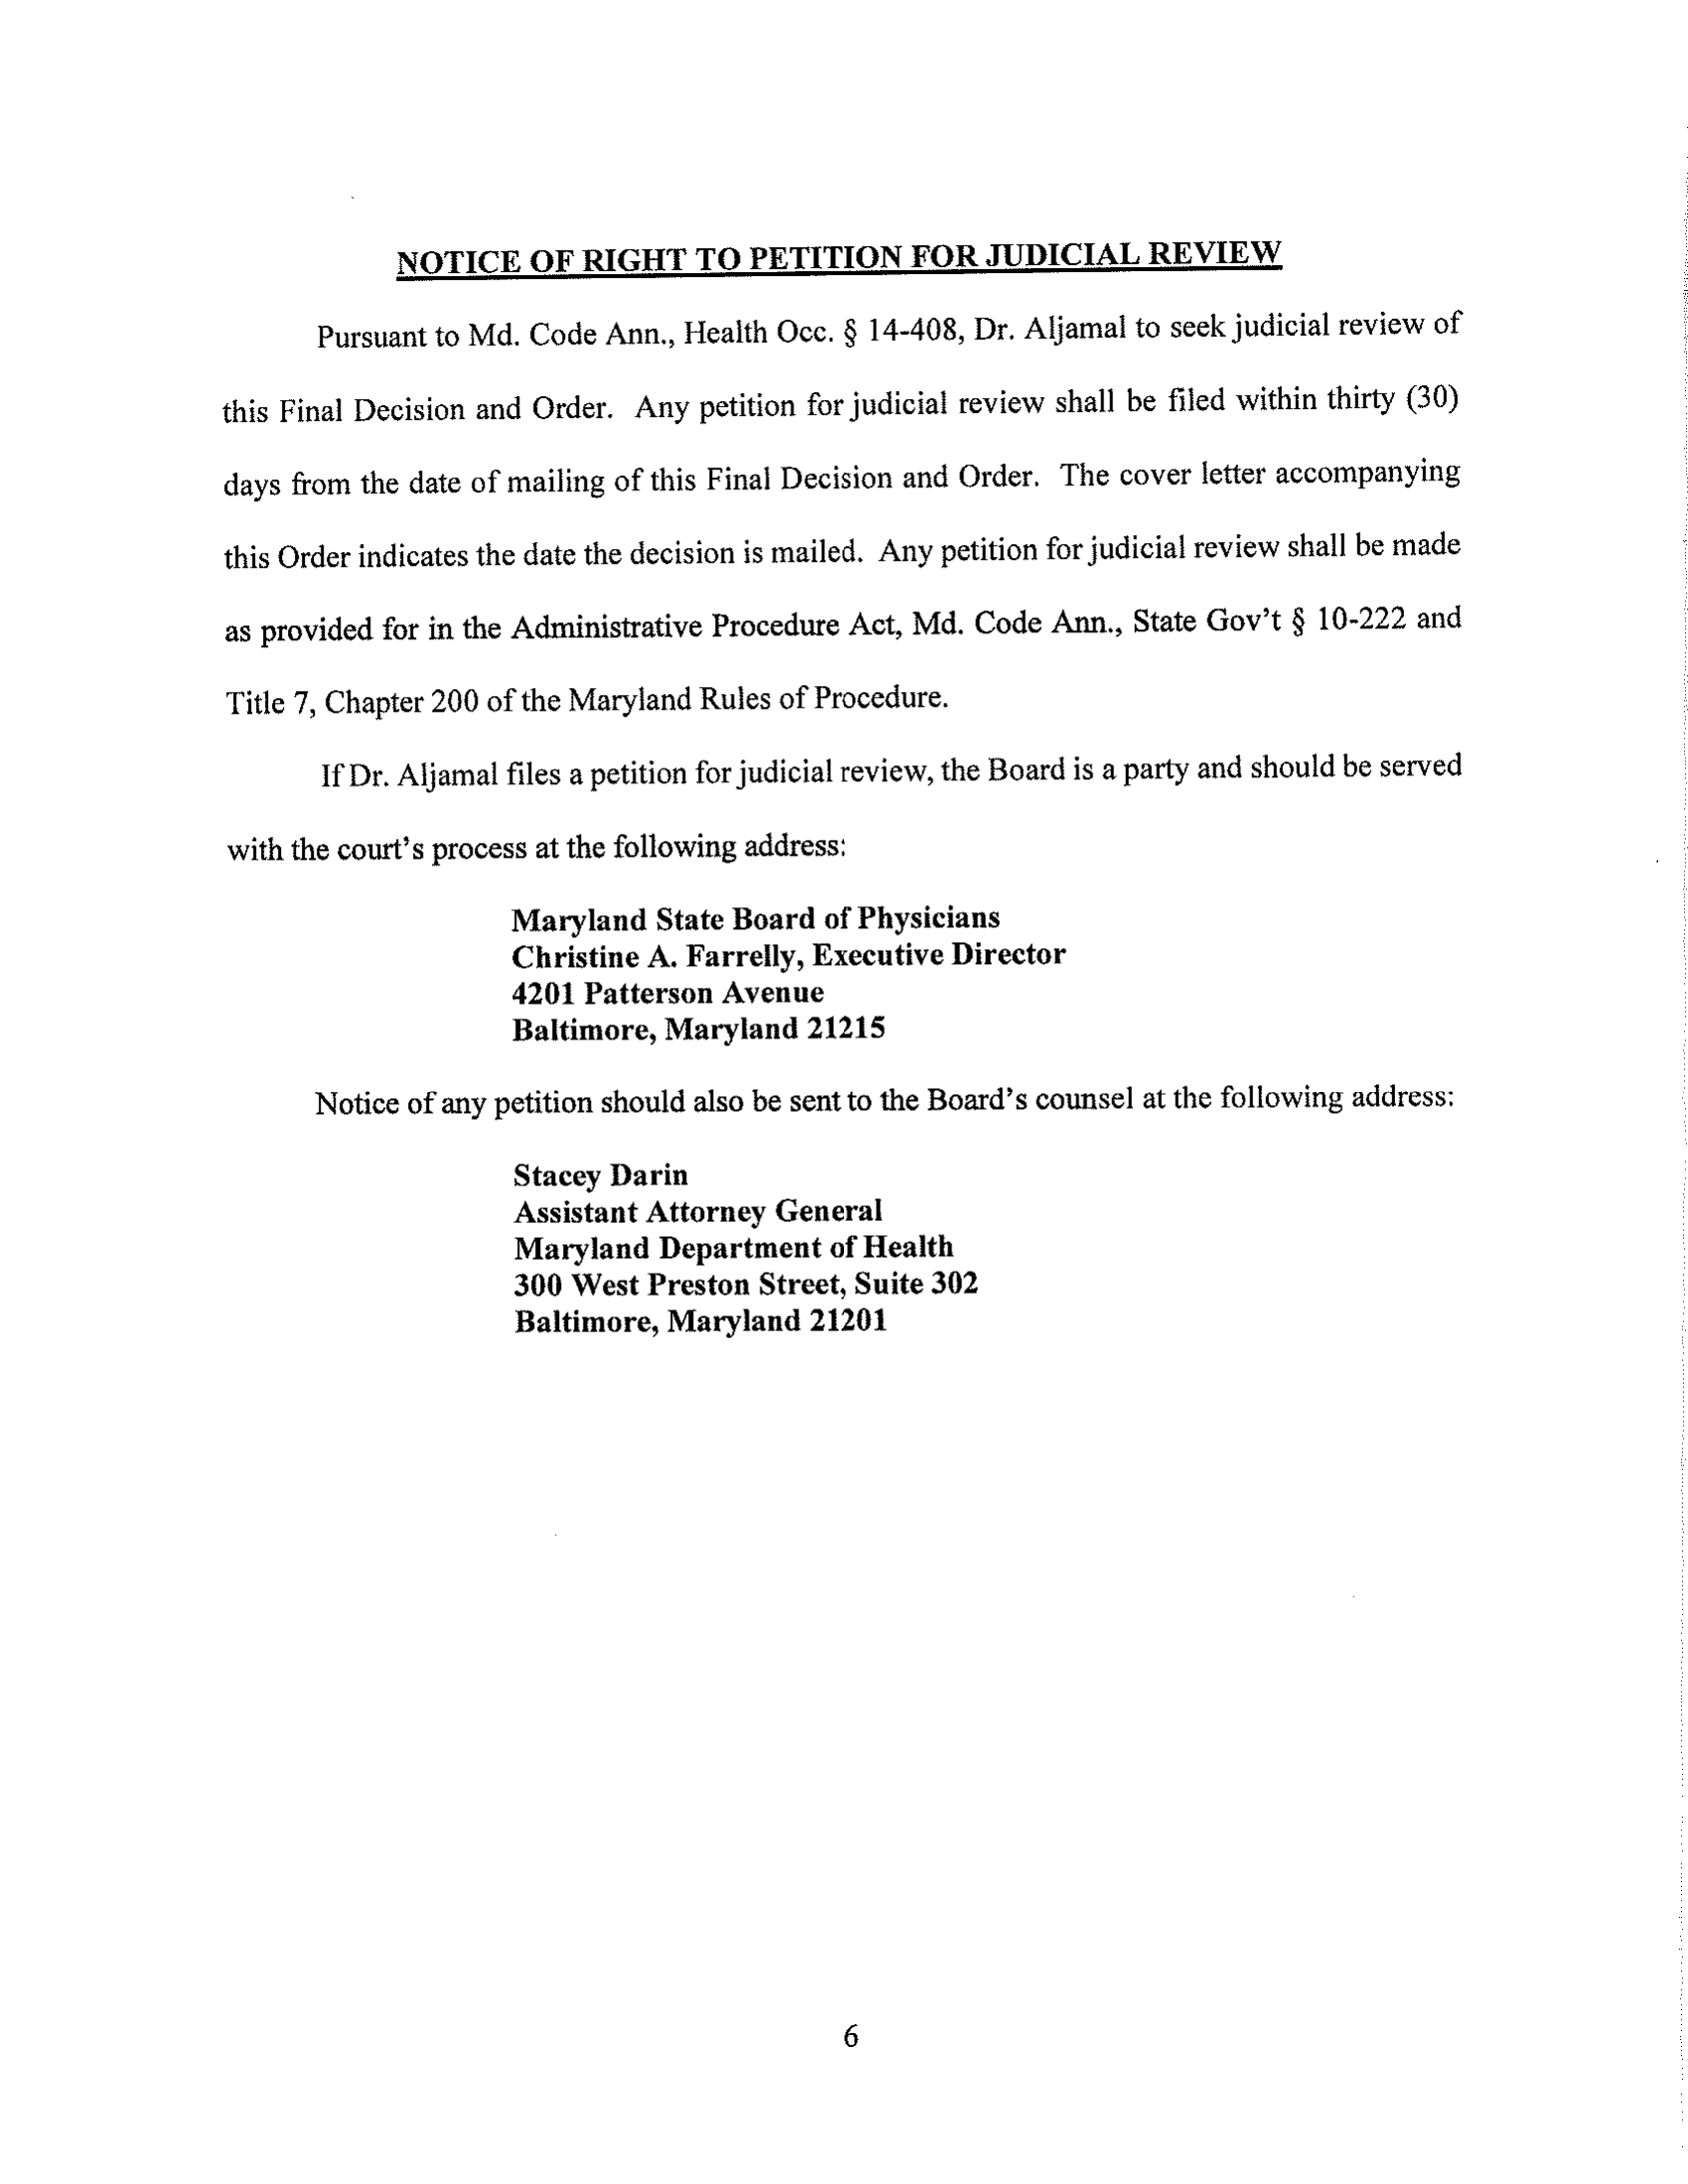 NOTICE OF RIGHT TO PETITION FOR JUDICIAL REVIEW
Pursuant to Md. Code Ann., Health Occ. § 14-408, Dr. Aljamal to seek judicial review of
this Final Decision and Order. Any petition for judicial review shall be filed within thirty (30)
days from the date of mailing of this Final Decision and Order. The cover letter accompanying
this Order indicates the date the decision is mailed. Any petition for judicial review shall be made
as provided for in the Administrative Procedure Act, Md. Code Ann., State Gov't § 10-222 and
Title 7, Chapter 200 of the Maryland Rules of Procedure.
If Dr. Aljamal files a petition for judicial review, the Board is a party and should be served
with the court's process at the following address:
Maryland State Board of Physicians
Christine A. Farrelly, Executive Director
4201 Patterson Avenue
Baltimore, Maryland 21215
Notice of any petition should also be sent to the Board's counsel at the following address:
Stacey Darin
Assistant Attorney General
Maryland Department of Health
300 West Preston Street, Suite 302
Baltimore, Maryland 21201
6